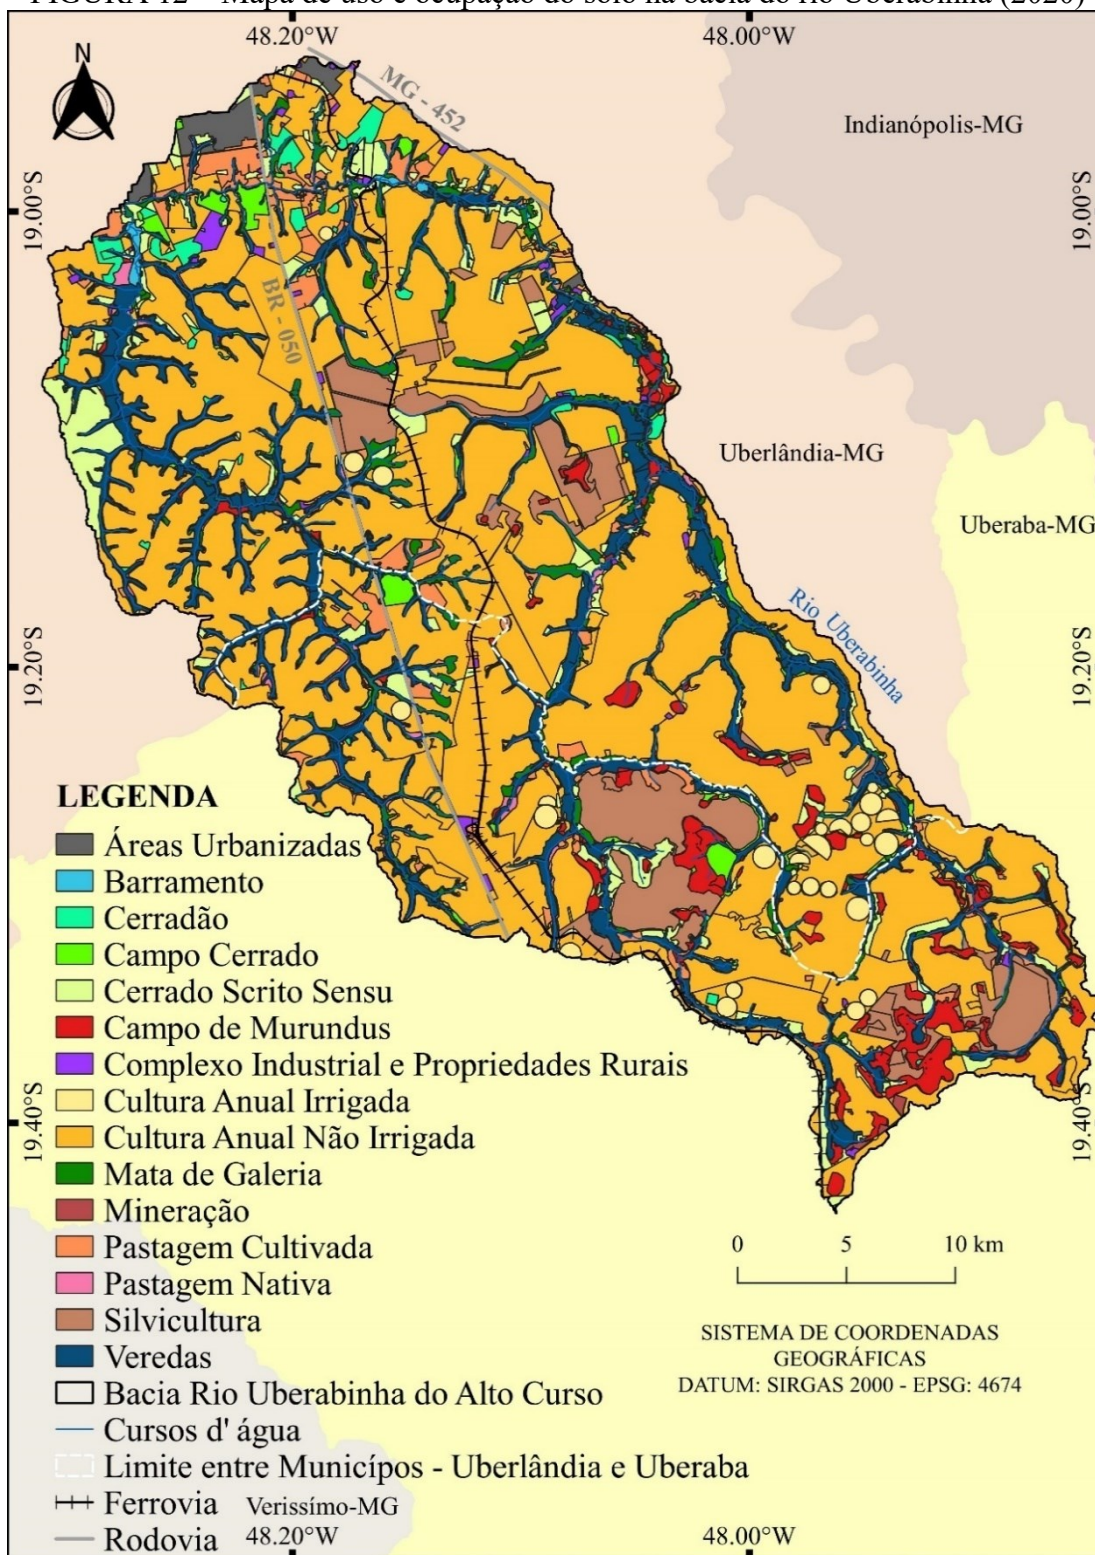 FIGURA 12 – Mapa de uso e ocupação do solo na bacia do rio Uberabinha (2020)
48.20°W
48.00°W
N
MG - 452
Indianópolis-MG
19.00°S
19.00°S
BR - 050
Uberlândia-MG
Uberaba-MG
Rio Uberabinha
19.20°S
19.20°S
LEGENDA
Áreas Urbanizadas
Barramento
Cerradão
Campo Cerrado
Cerrado Scrito Sensu
Campo de Murundus
Complexo Industrial e Propriedades Rurais
Cultura Anual Irrigada
Cultura Anual Não Irrigada
Mata de Galeria
Mineração
Pastagem Cultivada
Pastagem Nativa
Silvicultura
Veredas
Bacia Rio Uberabinha do Alto Curso
Cursos d' água
Limite entre Municípos - Uberlândia e Uberaba
Ferrovia
Rodovia
19.40°S
19.40°S
0 5 10 km
SISTEMA DE COORDENADAS
GEOGRÁFICAS
DATUM: SIRGAS 2000 - EPSG: 4674
Veríssimo-MG
48.20°W
48.00°W